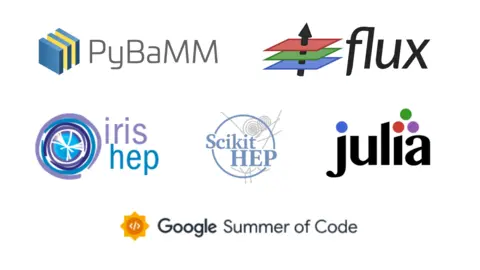 PyBaMM
flux
iris
hep
Scikit
HEP
julia
Google Summer of Code